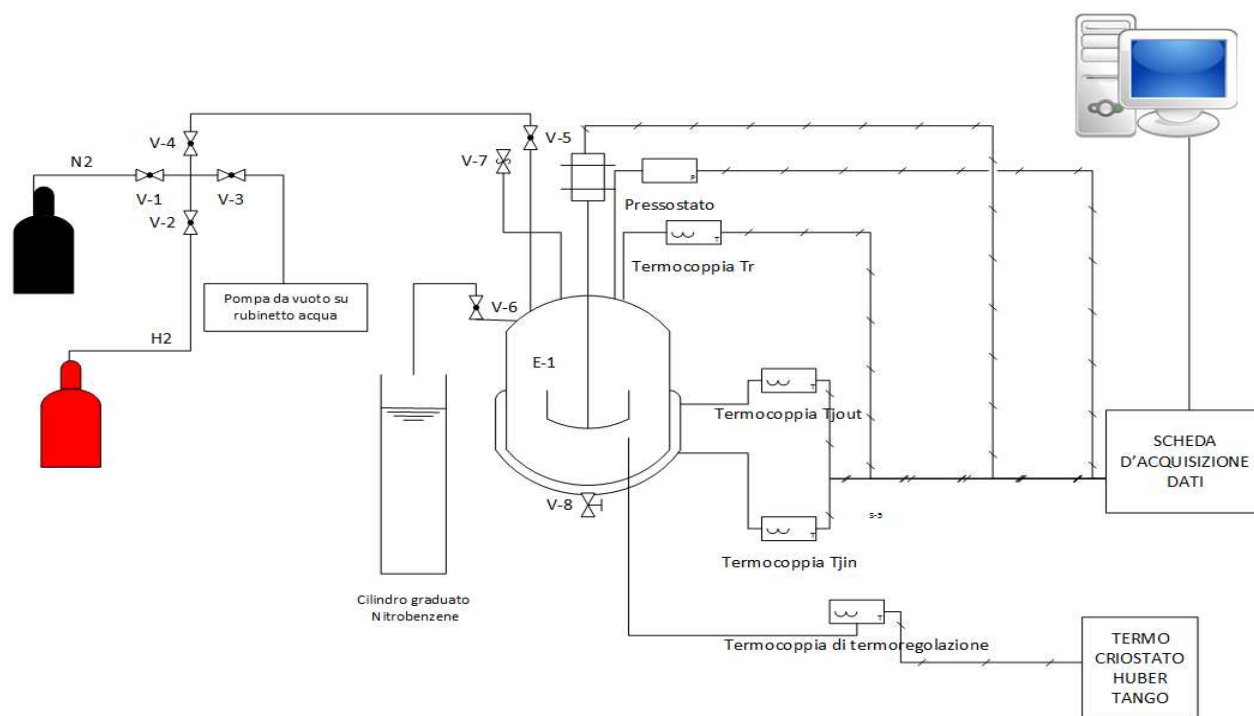 V-4
V-5
V-7
N2
V-1
V-3
V-2
Pressostato
P
T
Termocoppia Tr
Pompa da vuoto su
rubinetto acqua
V-6
H2
E-1
T
Termocoppia Tjout
SCHEDA
D'ACQUISIZIONE
DATI
V-8
S-3
T
Termocoppia Tjin
Cilindro graduato
Nitrobenzene
T
Termocoppia di termoregolazione
TERMO
CRIOSTATO
HUBER
TANGO